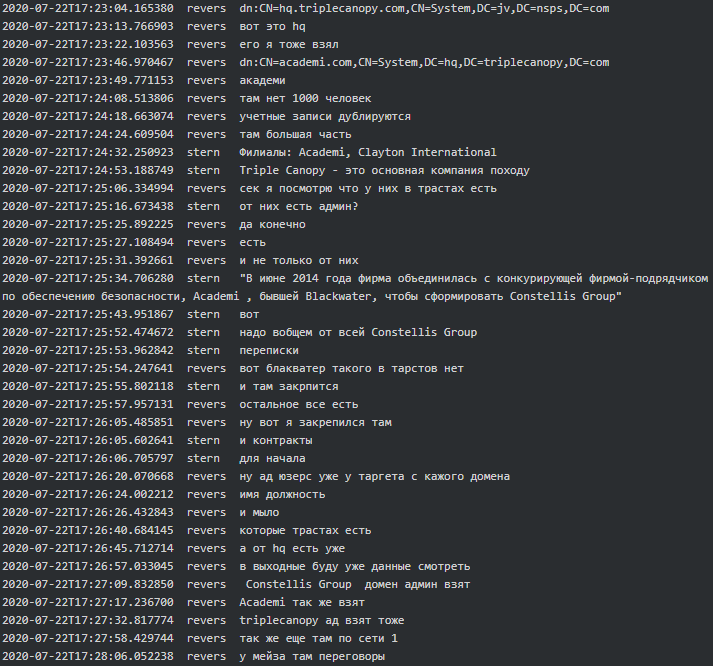 2020-07-22T17:23:04.165380 revers dn:CN=hq.triplecanopy.com,CN=System,DC=jv,DC=nsps,DC=com
2020-07-22T17:23:13.766903 revers вот это hq
2020-07-22T17:23:22.103563 revers его я тоже взял
2020-07-22T17:23:46.970467 revers dn:CN=academi.com,CN=System,DC=hq,DC=triplecanopy,DC=com
2020-07-22T17:23:49.771153 revers академи
2020-07-22T17:24:08.513806 revers там нет 1000 человек
2020-07-22T17:24:18.663074 revers учетные записи дублируются
2020-07-22T17:24:24.609504 revers там большая часть
2020-07-22T17:24:32.250923 stern Филиалы: Academi, Clayton International
2020-07-22T17:24:53.188749 stern Triple Canopy - это основная компания походу
2020-07-22T17:25:06.334994 revers сек я посмотрю что у них в трастах есть
2020-07-22T17:25:16.673438 stern от них есть админ?
2020-07-22T17:25:25.892225 revers да конечно
2020-07-22T17:25:27.108494 revers есть
2020-07-22T17:25:31.392661 revers и не только от них
2020-07-22T17:25:34.706280 stern "В июне 2014 года фирма объединилась с конкурирующей фирмой-подрядчиком
по обеспечению безопасности, Academi , бывшей Blackwater, чтобы сформировать Constellis Group"
2020-07-22T17:25:43.951867 stern вот
2020-07-22T17:25:52.474672 stern надо вобщем от всей Constellis Group
2020-07-22T17:25:53.962842 stern переписки
2020-07-22T17:25:54.247641 revers вот блакватер такого в тарстов нет
2020-07-22T17:25:55.802118 stern и там закрпится
2020-07-22T17:25:57.957131 revers остальное все есть
2020-07-22T17:26:05.485851 revers ну вот я закрепился там
2020-07-22T17:26:05.602641 stern и контракты
2020-07-22T17:26:06.705797 stern для начала
2020-07-22T17:26:20.070668 revers ну ад юзерс уже у таргета с кажого домена
2020-07-22T17:26:24.002212 revers имя должность
2020-07-22T17:26:26.432843 revers и мыло
2020-07-22T17:26:40.684145 revers которые трастах есть
2020-07-22T17:26:45.712714 revers а от hq есть уже
2020-07-22T17:26:57.033045 revers в выходные буду уже данные смотреть
2020-07-22T17:27:09.832850 revers Constellis Group домен админ взят
2020-07-22T17:27:17.236700 revers Academi так же взят
2020-07-22T17:27:32.817774 revers triplecanopy ад взят тоже
2020-07-22T17:27:58.429744 revers так же еще там по сети 1
2020-07-22T17:28:06.052238 revers у мейза там переговоры